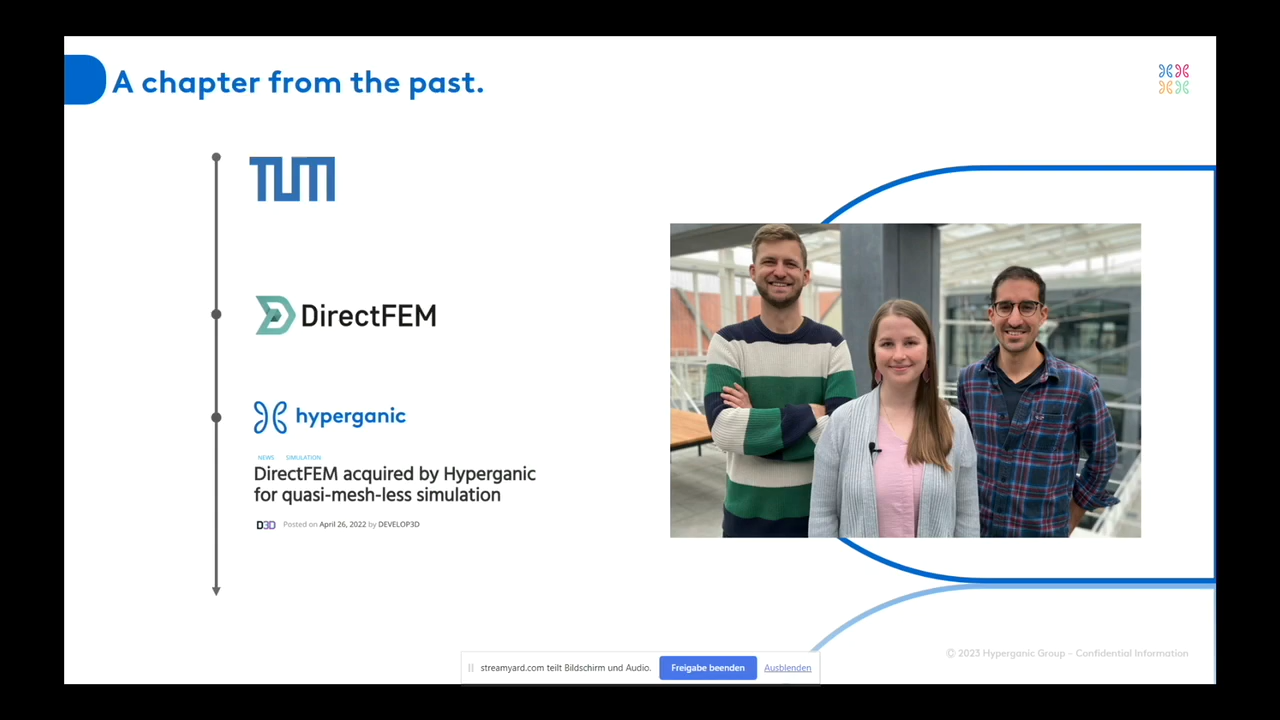 A chapter from the past.
TUM
DirectFEM
hyperganic
NEWS SIMULATION
DirectFEM acquired by Hyperganic
for quasi-mesh-less simulation
D3D Posted on April 26, 2022 by DEVELOP3D
© 2023 Hyperganic Group - Confidential Information
streamyard.com teilt Bildschirm und Audio. Freigabe beenden Ausblenden